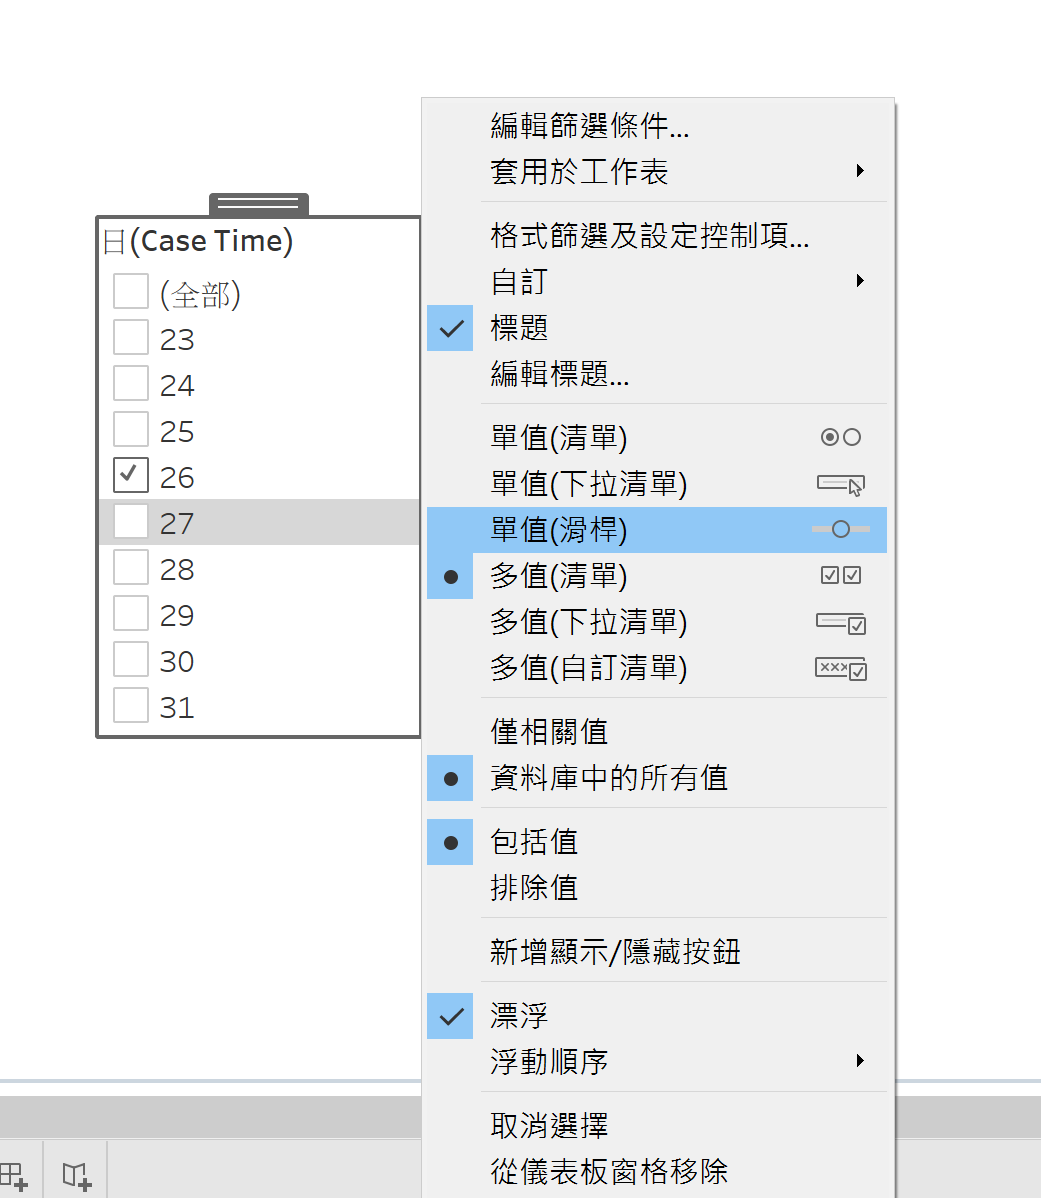 日(Case Time)
(全部)
23
24
25
26
27
28
29
30
31
編輯篩選條件...
套用於工作表
格式篩選及設定控制項...
自訂
標題
編輯標題...
單值(清單)
單值(下拉清單)
單值(滑桿)
多值(清單)
多值(下拉清單)
多值(自訂清單)
xxx
僅相關值
資料庫中的所有值
包括值
排除值
新增顯示/隱藏按鈕
漂浮
浮動順序
取消選擇
從儀表板窗格移除